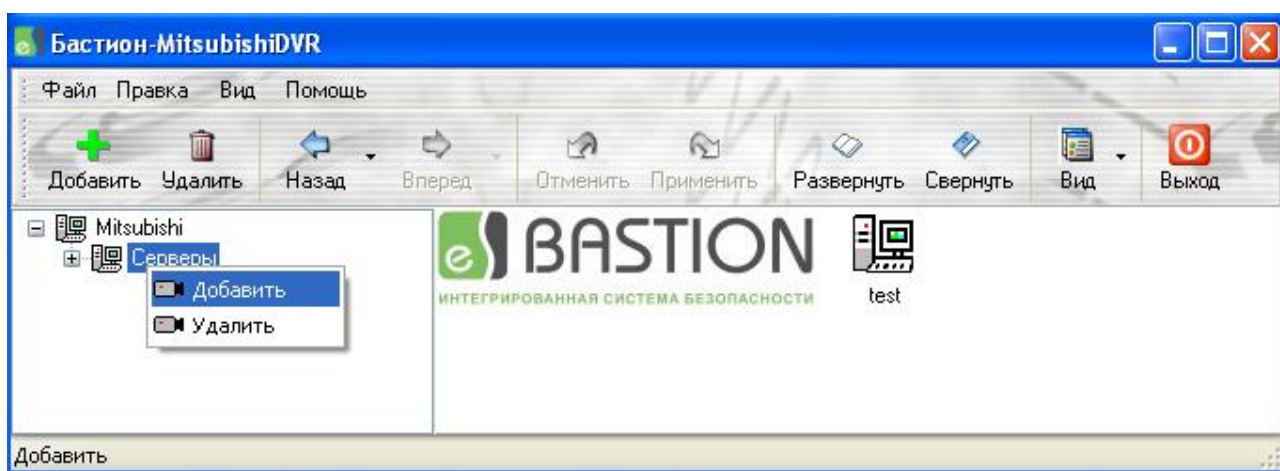 Бастион-MitsubishiDVR
Файл Правка Вид Помощь
Добавить Удалить Назад Вперед Отменить Применить Развернуть Свернуть Вид Выход
Mitsubishi
Серверы
Добавить
Удалить
eS BASTION
ИНТЕГРИРОВАННАЯ СИСТЕМА БЕЗОПАСНОСТИ
test
Добавить